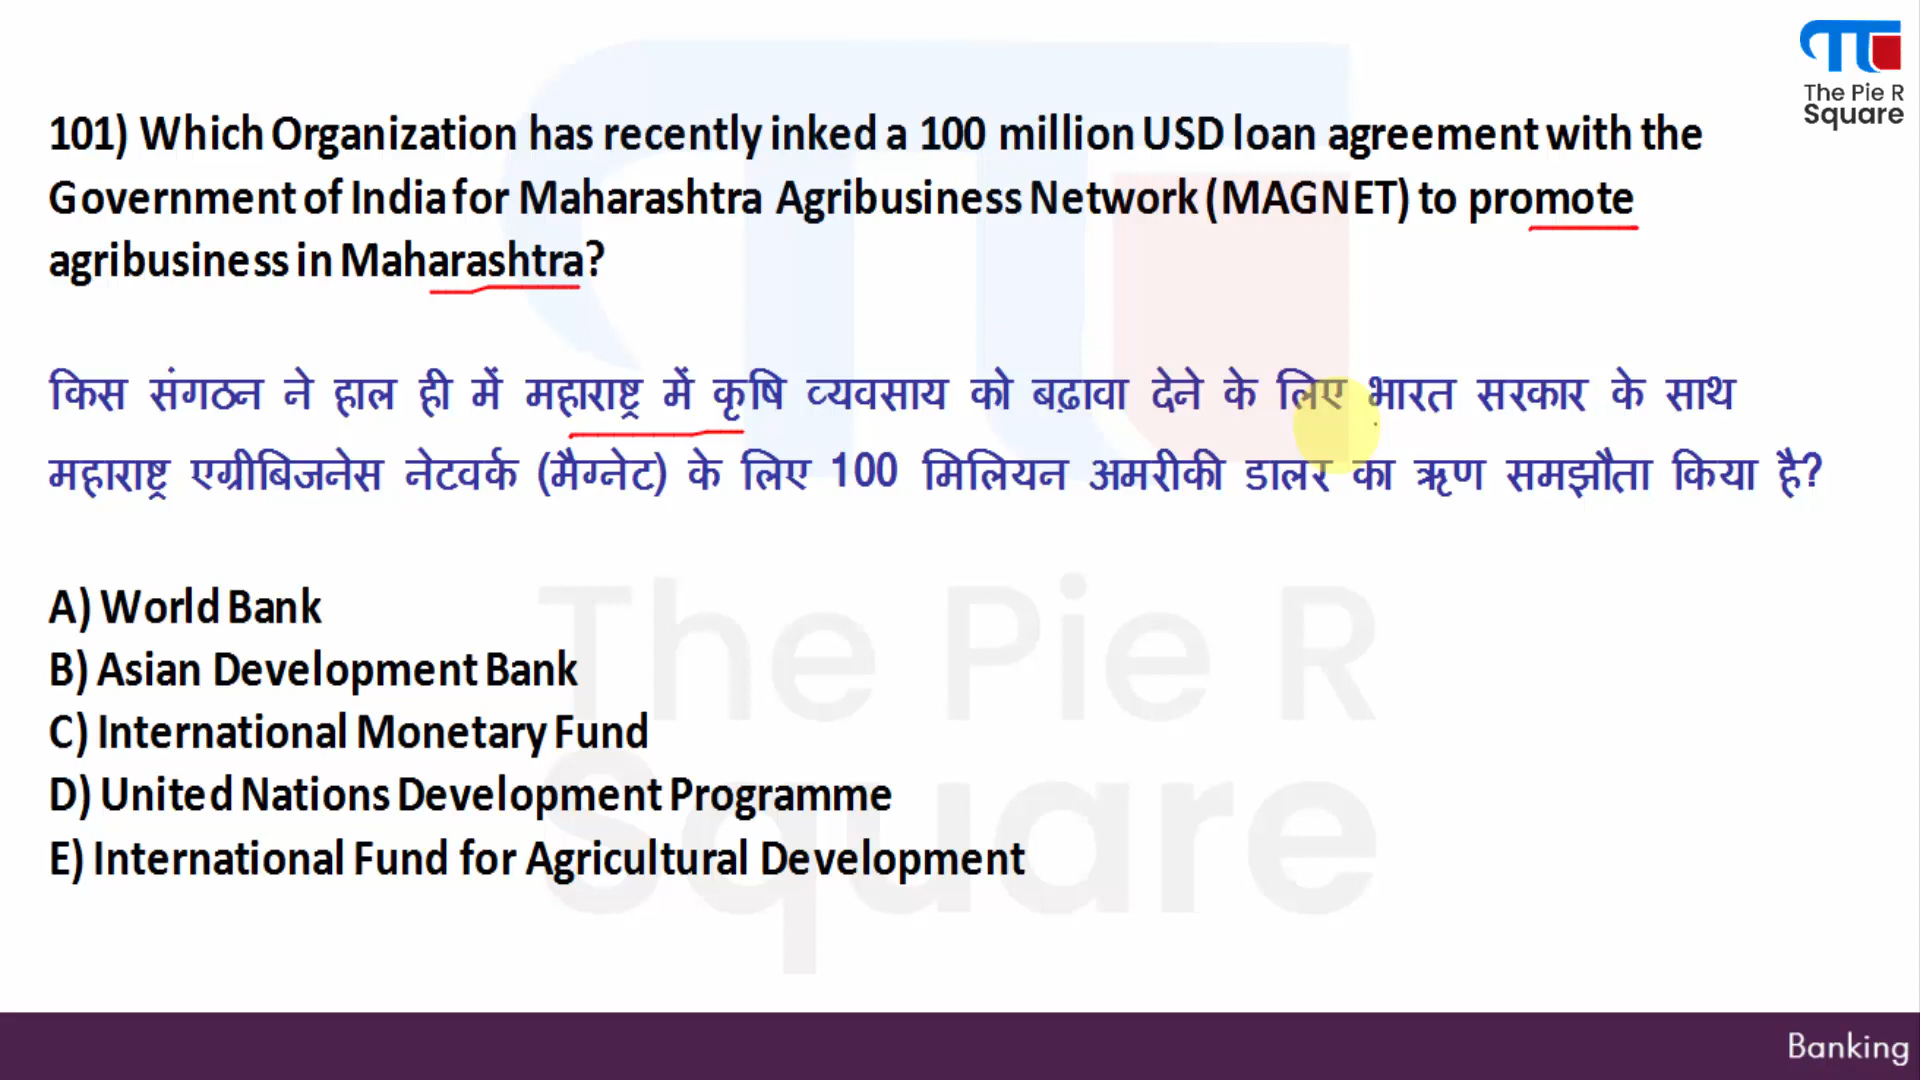 The Pie R
Square
101) Which Organization has recently inked a 100 million USD loan agreement with the
Government of India for Maharashtra Agribusiness Network (MAGNET) to promote
agribusiness in Maharashtra?
किस संगठन ने हाल ही में महाराष्ट्र में कृषि व्यवसाय को बढ़ावा देने के लिए भारत सरकार के साथ
महाराष्ट्र एग्रीबिजनेस नेटवर्क (मैग्नेट) के लिए 100 मिलियन अमरीकी डालर का ऋण समझौता किया है?
A) World Bank
B) Asian Development Bank
C) International Monetary Fund
D) United Nations Development Programme
E) International Fund for Agricultural Development
The Pie R
Square
Banking